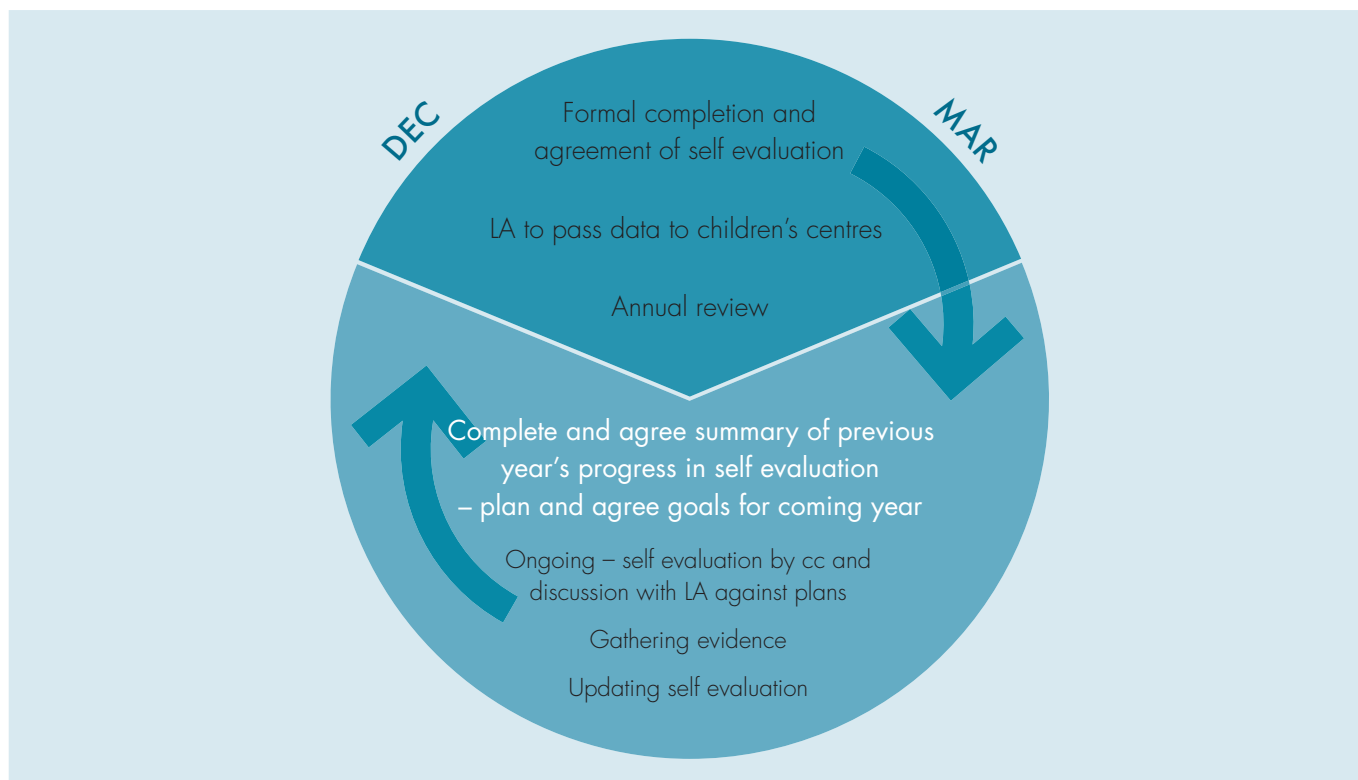 DEC
MAR
Formal completion and
agreement of self evaluation
LA to pass data to children’s centres
Annual review
Complete and agree summary of previous
year’s progress in self evaluation
– plan and agree goals for coming year
Ongoing – self evaluation by cc and
discussion with LA against plans
Gathering evidence
Updating self evaluation